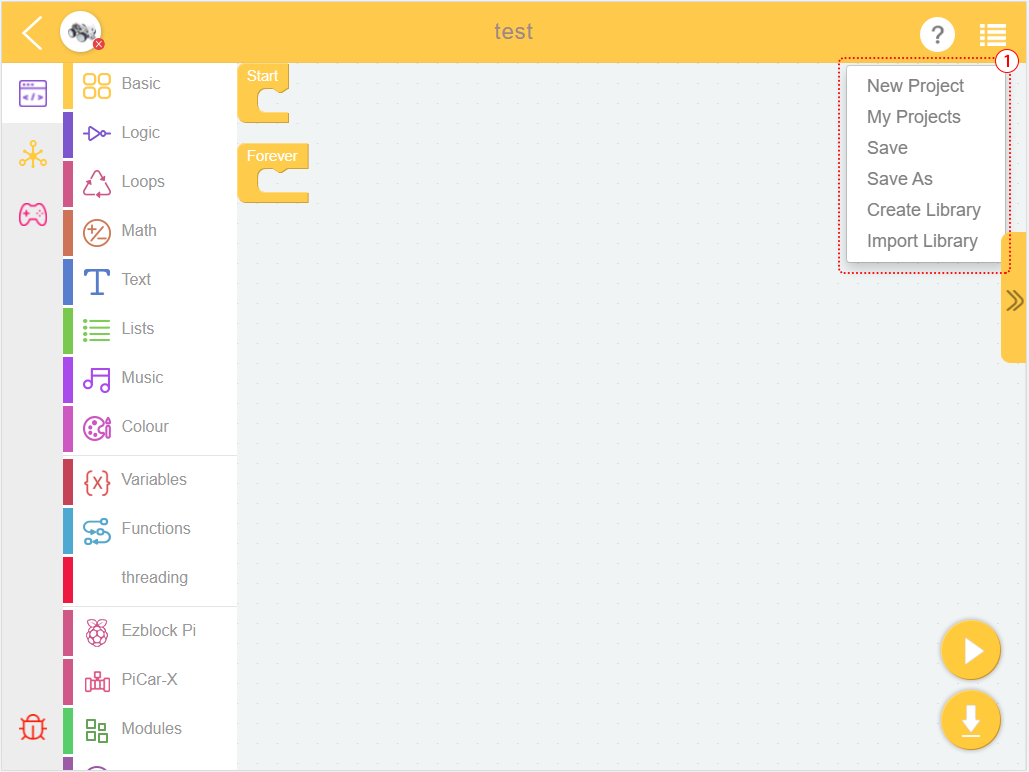 test
?
1
New Project
My Projects
Save
Save As
Create Library
Import Library
Basic
Logic
Loops
Math
Text
Lists
Music
Colour
Variables
Functions
threading
Ezblock Pi
PiCar-X
Modules
Start
Forever